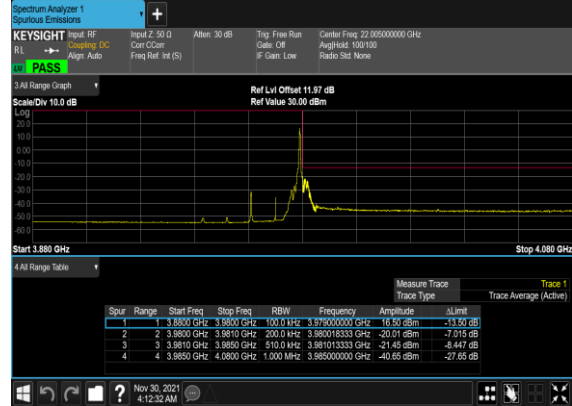 Spectrum Analyzer 1
Spurious Emissions
KEYSIGHT Input: RF Input Z: 50 Ω Atten: 30 dB Trig: Free Run Center Freq: 22.005000000 GHz
RL Coupling: DC Corr CCorr Gate: Off Avg|Hold: 100/100
Align: Auto Freq Ref: Int (S) IF Gain: Low Radio Std: None
PASS
3 All Range Graph
Ref Lvl Offset 11.97 dB
Scale/Div 10.0 dB Ref Value 30.00 dBm
Log
20.0
10.0
0.00
-10.0
-20.0
-30.0
-40.0
-50.0
-60.0
Start 3.880 GHz Stop 4.080 GHz
4 All Range Table
Measure Trace Trace 1
Trace Type Trace Average (Active)
Spur Range Start Freq Stop Freq RBW Frequency Amplitude ΔLimit
1 1 3.8800 GHz 3.9800 GHz 100.0 kHz 3.979000000 GHz 16.50 dBm -13.50 dB
2 2 3.9800 GHz 3.9810 GHz 200.0 kHz 3.980018333 GHz -20.01 dBm -7.015 dB
3 3 3.9810 GHz 3.9850 GHz 510.0 kHz 3.981013333 GHz -21.45 dBm -8.447 dB
4 4 3.9850 GHz 4.0800 GHz 1.000 MHz 3.985000000 GHz -40.65 dBm -27.65 dB
? Nov 30, 2021
4:12:32 AM